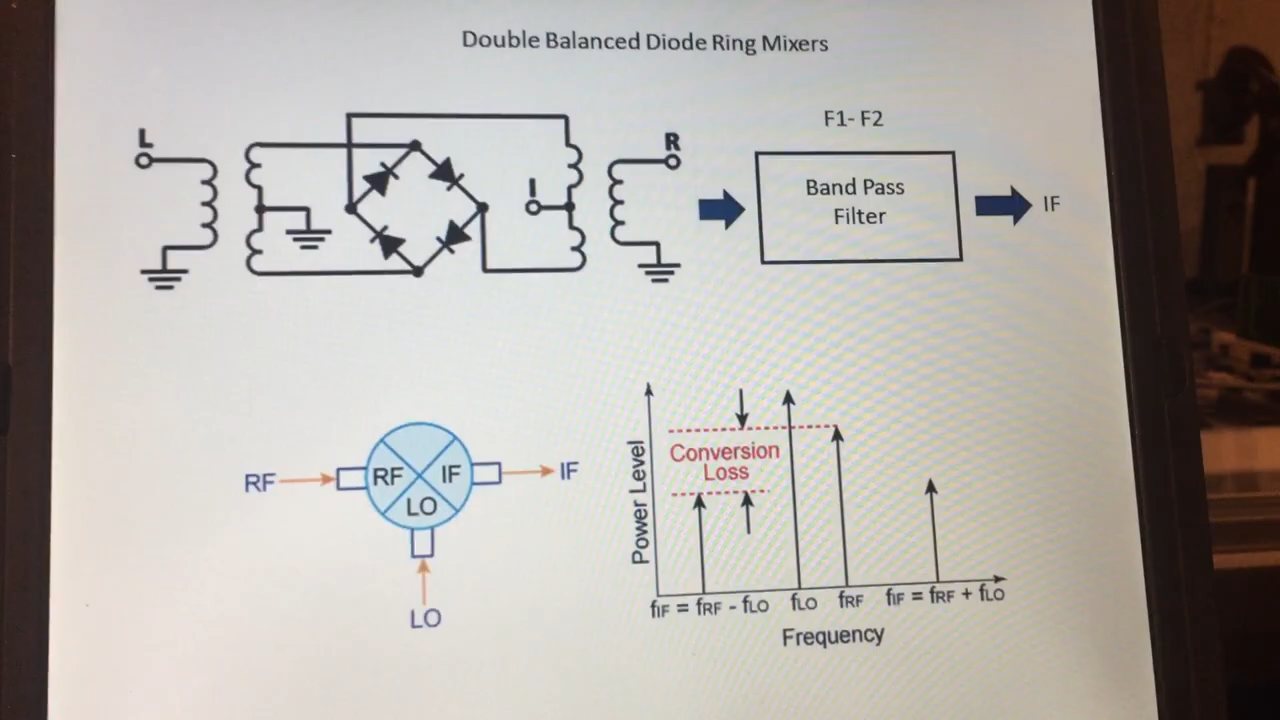 Double Balanced Diode Ring Mixers
L
I
R
F1- F2
Band Pass
Filter
IF
RF
RF
IF
LO
IF
LO
Power Level
Conversion
Loss
fIF = fRF - fLO
fLO
fRF
fIF = fRF + fLO
Frequency